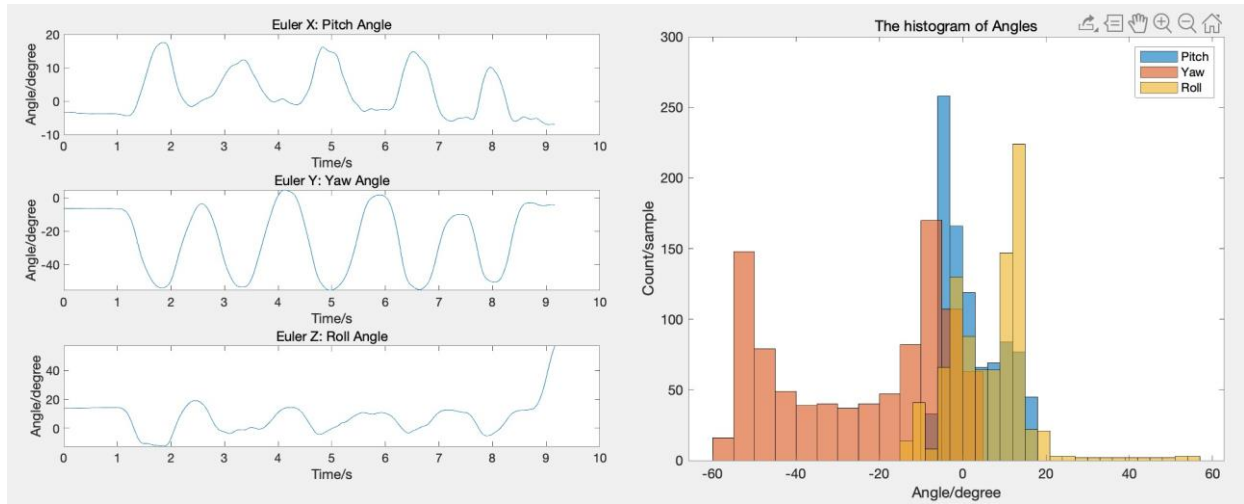 Euler X: Pitch Angle
Angle/degree
20
10
0
-10
0 1 2 3 4 5 6 7 8 9 10
Time/s
Euler Y: Yaw Angle
Angle/degree
0
-20
-40
0 1 2 3 4 5 6 7 8 9 10
Time/s
Euler Z: Roll Angle
Angle/degree
40
20
0
0 1 2 3 4 5 6 7 8 9 10
Time/s
The histogram of Angles
Pitch
Yaw
Roll
Count/sample
300
250
200
150
100
50
0
-60 -40 -20 0 20 40 60
Angle/degree